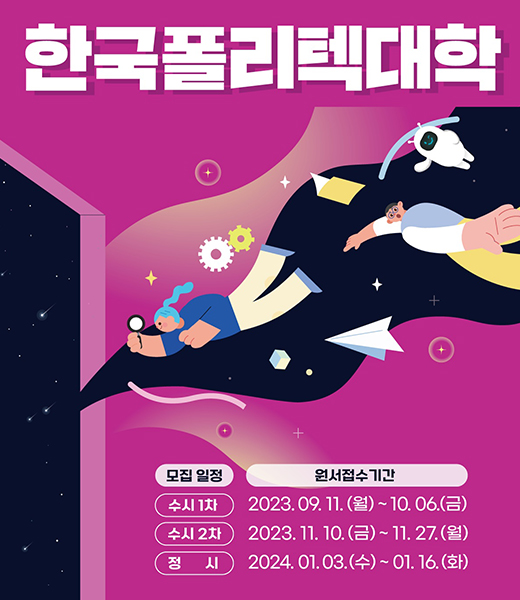 한국폴리텍대학
모집 일정 원서접수기간
수시 1차 2023. 09. 11. (월) ~ 10. 06.(금)
수시 2차 2023. 11. 10. (금) ~ 11. 27. (월)
정 시 2024. 01. 03. (수) ~ 01. 16. (화)